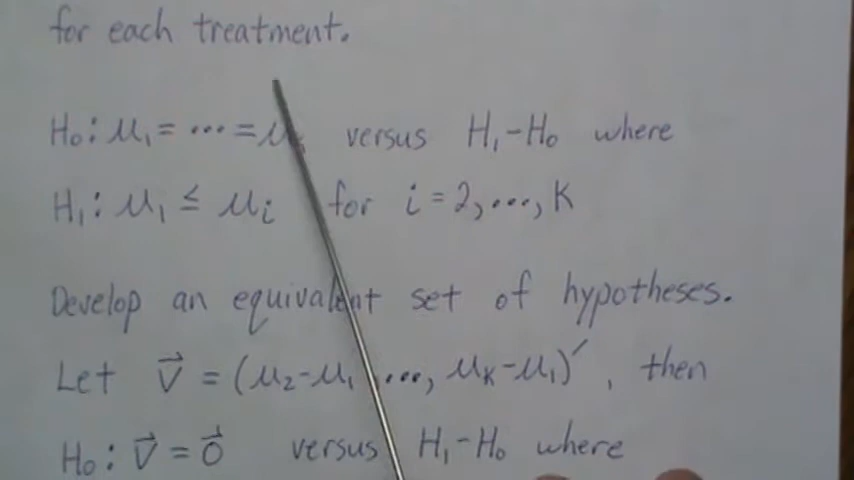 for each treatment.
H₀: μ₁ = ... = μ versus H₁-H₀ where
H₁: μ₁ ≤ μᵢ for i = 2, ..., K
Develop an equivalent set of hypotheses.
Let v⃗ = (μ₂-μ₁, ..., μₖ-μ₁)′, then
H₀: v⃗ = 0⃗ versus H₁-H₀ where